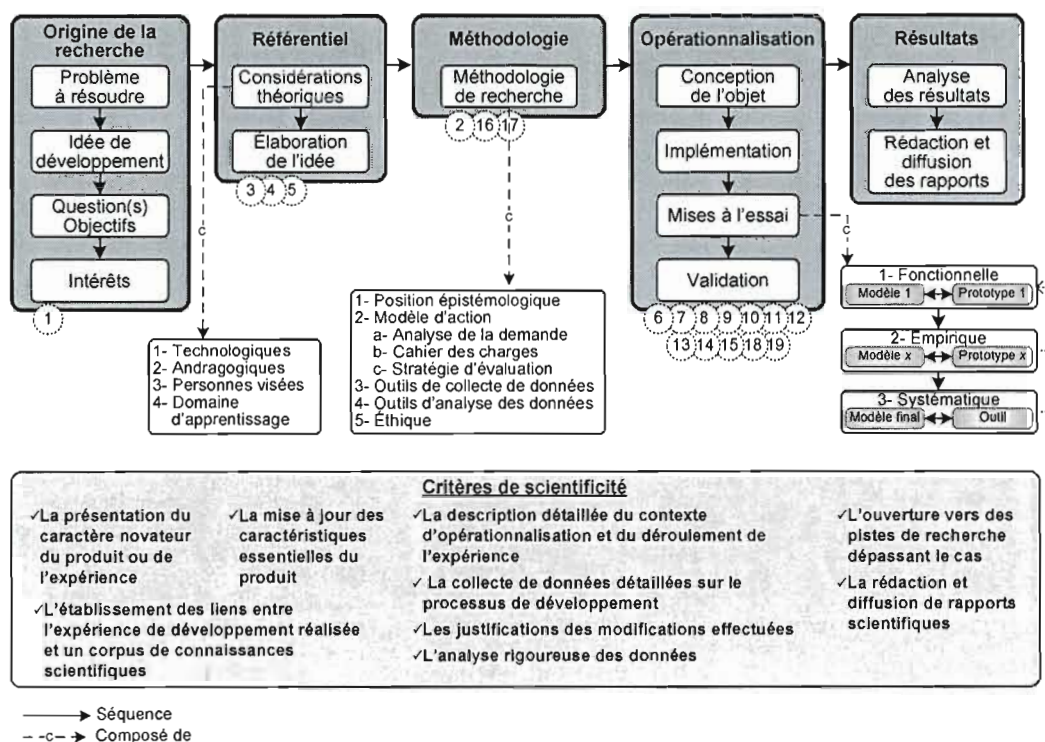 Origine de la
recherche
Problème
à résoudre
Idée de
développement
Question(s)
Objectifs
Intérêts
1
Référentiel
Considérations
théoriques
Élaboration
de l'idée
3 4 5
Méthodologie
Méthodologie
de recherche
2 16 17
Opérationnalisation
Conception
de l'objet
Implémentation
Mises à l'essai
Validation
6 7 8 9 10 11 12
13 14 15 18 19
Résultats
Analyse
des résultats
Rédaction et
diffusion
des rapports
c
1- Technologiques
2- Andragogiques
3- Personnes visées
4- Domaine
d'apprentissage
c
1- Position épistémologique
2- Modèle d'action
a- Analyse de la demande
b- Cahier des charges
c- Stratégie d'évaluation
3- Outils de collecte de données
4- Outils d'analyse des données
5- Éthique
c
1- Fonctionnelle
Modèle 1 Prototype 1
2- Empirique
Modèle x Prototype x
3- Systématique
Modèle final Outil
Critères de scientificité
✓La présentation du
caractère novateur
du produit ou de
l'expérience
✓La mise à jour des
caractéristiques
essentielles du
produit
✓L'établissement des liens entre
l'expérience de développement réalisée
et un corpus de connaissances
scientifiques
✓La description détaillée du contexte
d'opérationnalisation et du déroulement de
l'expérience
✓ La collecte de données détaillées sur le
processus de développement
✓Les justifications des modifications effectuées
✓L'analyse rigoureuse des données
✓L'ouverture vers des
pistes de recherche
dépassant le cas
✓La rédaction et
diffusion de rapports
scientifiques
Séquence
c Composé de